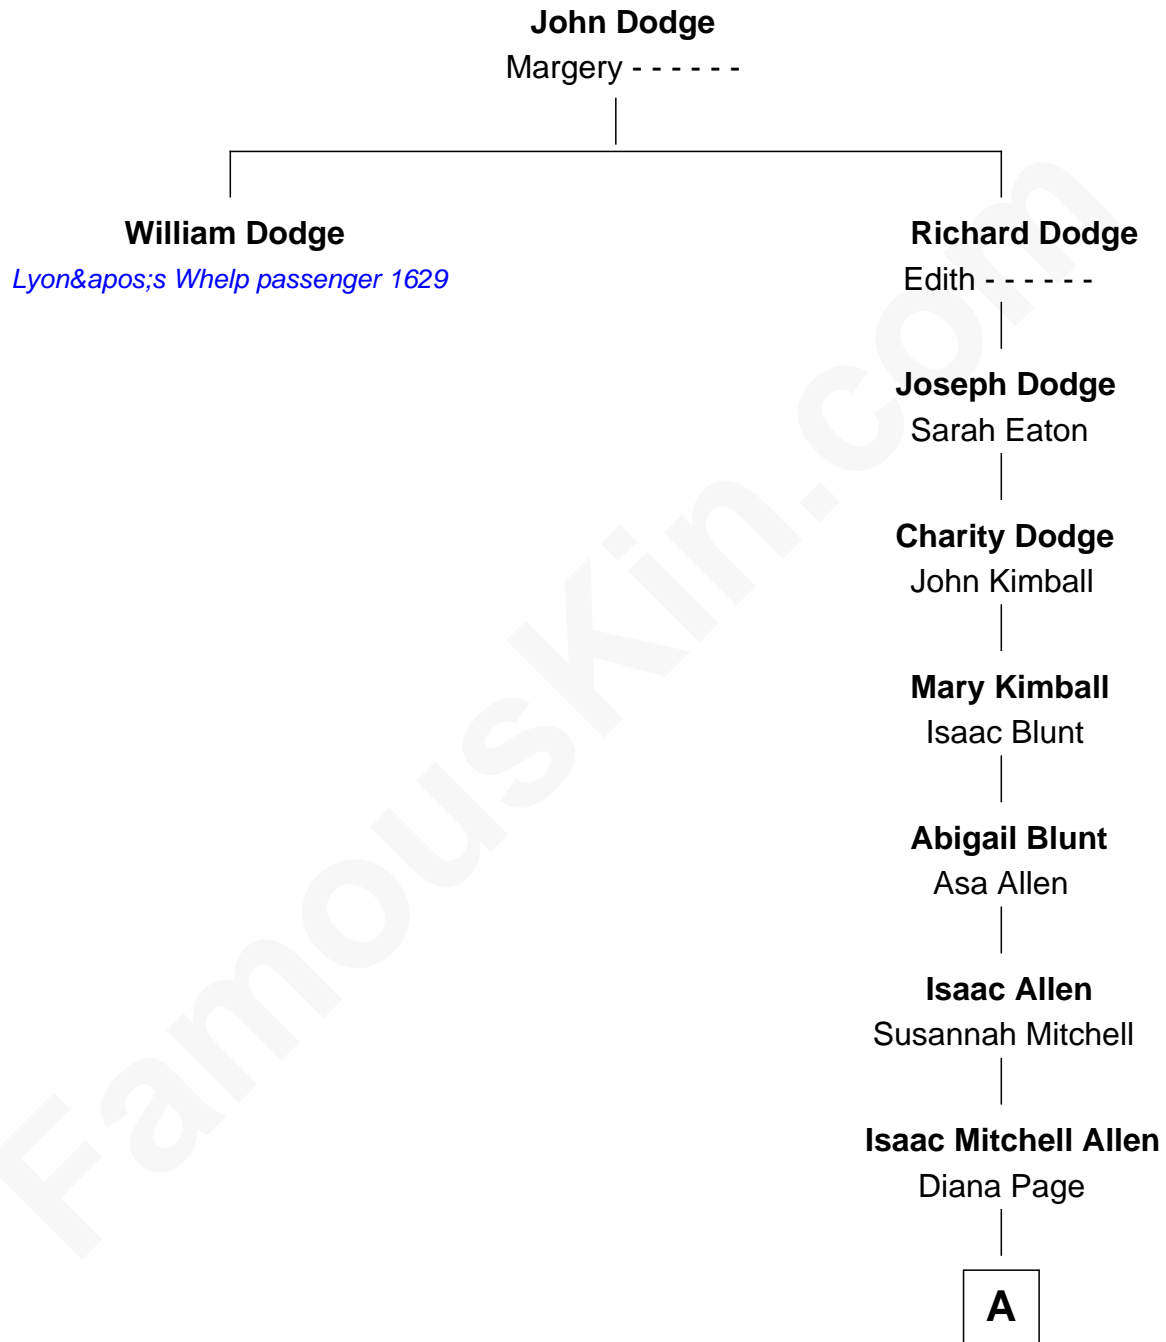 John Dodge
Margery - - - - - -
William Dodge
Lyon&apos;s Whelp passenger 1629
Richard Dodge
Edith - - - - - -
Joseph Dodge
Sarah Eaton
Charity Dodge
John Kimball
Mary Kimball
Isaac Blunt
Abigail Blunt
Asa Allen
Isaac Allen
Susannah Mitchell
Isaac Mitchell Allen
Diana Page
A
FamousKin.com